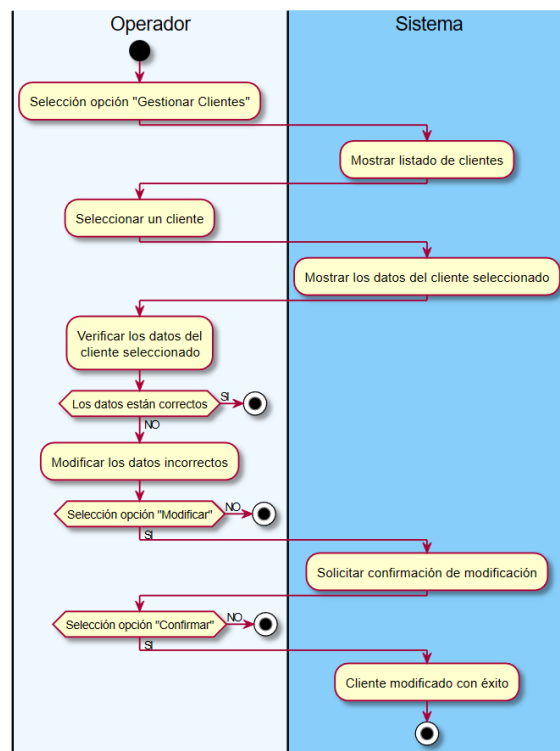 Operador
Sistema
Selección opción "Gestionar Clientes"
Mostrar listado de clientes
Seleccionar un cliente
Mostrar los datos del cliente seleccionado
Verificar los datos del
cliente seleccionado
Los datos están correctos
SI
NO
Modificar los datos incorrectos
Selección opción "Modificar"
NO
SI
Solicitar confirmación de modificación
Selección opción "Confirmar"
NO
SI
Cliente modificado con éxito